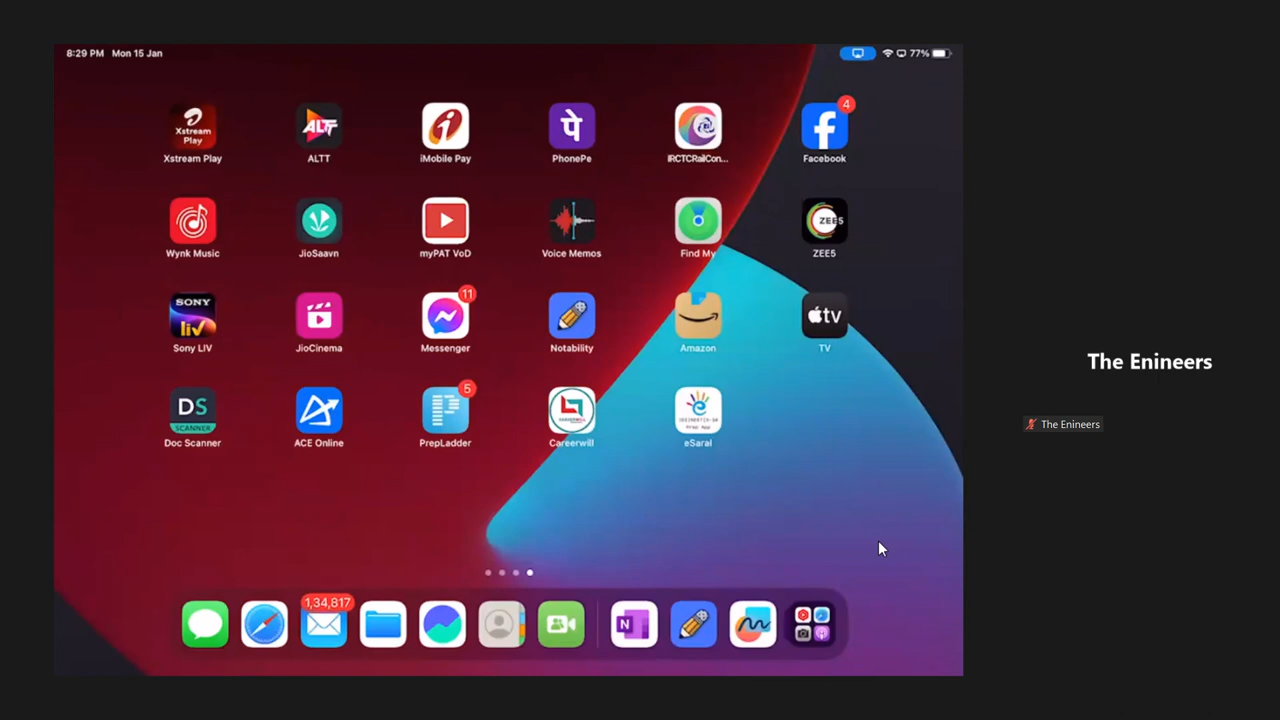 8:29 PM Mon 15 Jan
77%
Xstream Play
Xstream Play
ALTT
ALTT
iMobile Pay
पे
PhonePe
IRCTCRailCon...
4
Facebook
Wynk Music
JioSaavn
myPAT VoD
Voice Memos
Find My
ZEE5
ZEE5
SONY
liv
Sony LIV
JioCinema
11
Messenger
Notability
Amazon
tv
TV
DS
SCANNER
Doc Scanner
ACE Online
5
PrepLadder
Careerwill
eSaral
1,34,817
N
The Enineers
The Enineers